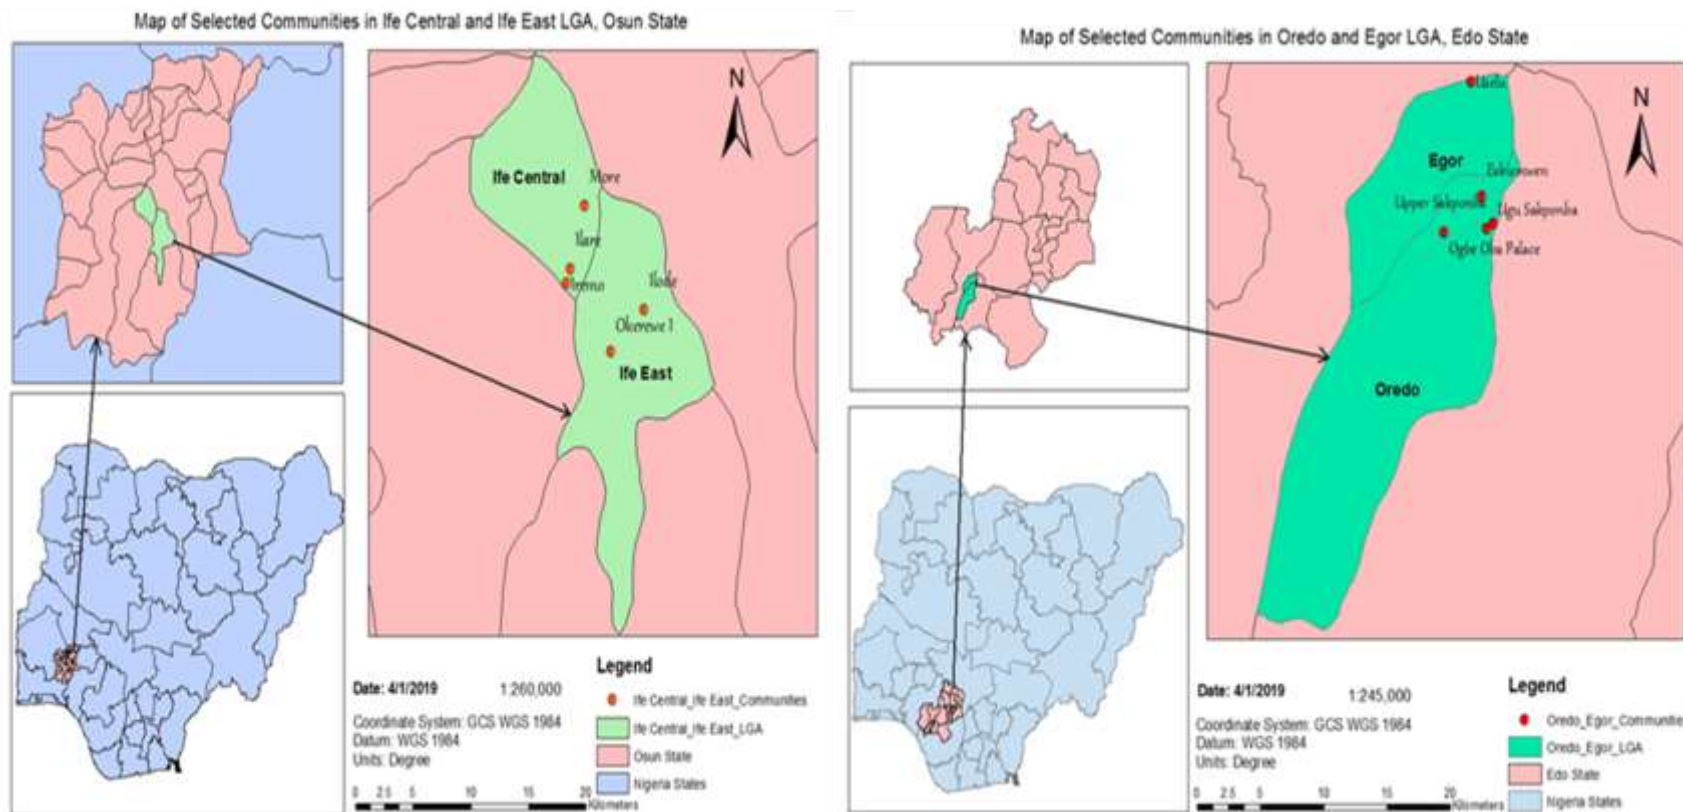 Map of Selected Communities in Ife Central and Ife East LGA, Osun State
N
Ife Central
More
Ilare
Iremo
Ilode
Okerewe 1
Ife East
Legend
Date: 4/1/2019
1:260,000
Ife Central_Ife East_Communities
Coordinate System: GCS WGS 1984
Ife Central_Ife East_LGA
Datum: WGS 1984
Osun State
Units: Degree
Nigeria States
0 2.5 5 10 15 20
Kilometers
Map of Selected Communities in Oredo and Egor LGA, Edo State
N
Egor
Upper Sakponba
Ugu Sakponba
Ogbe Oba Palace
Oredo
Legend
Date: 4/1/2019
1:245,000
Oredo_Egor_Communitie
Coordinate System: GCS WGS 1984
Oredo_Egor_LGA
Datum: WGS 1984
Edo State
Units: Degree
Nigeria States
0 2.5 5 10 15 20
Kilometers